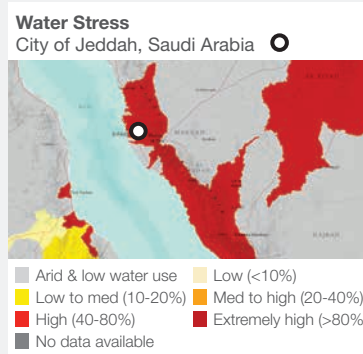 Water Stress
City of Jeddah, Saudi Arabia
Arid & low water use
Low (<10%)
Low to med (10-20%)
Med to high (20-40%)
High (40-80%)
Extremely high (>80%
No data available